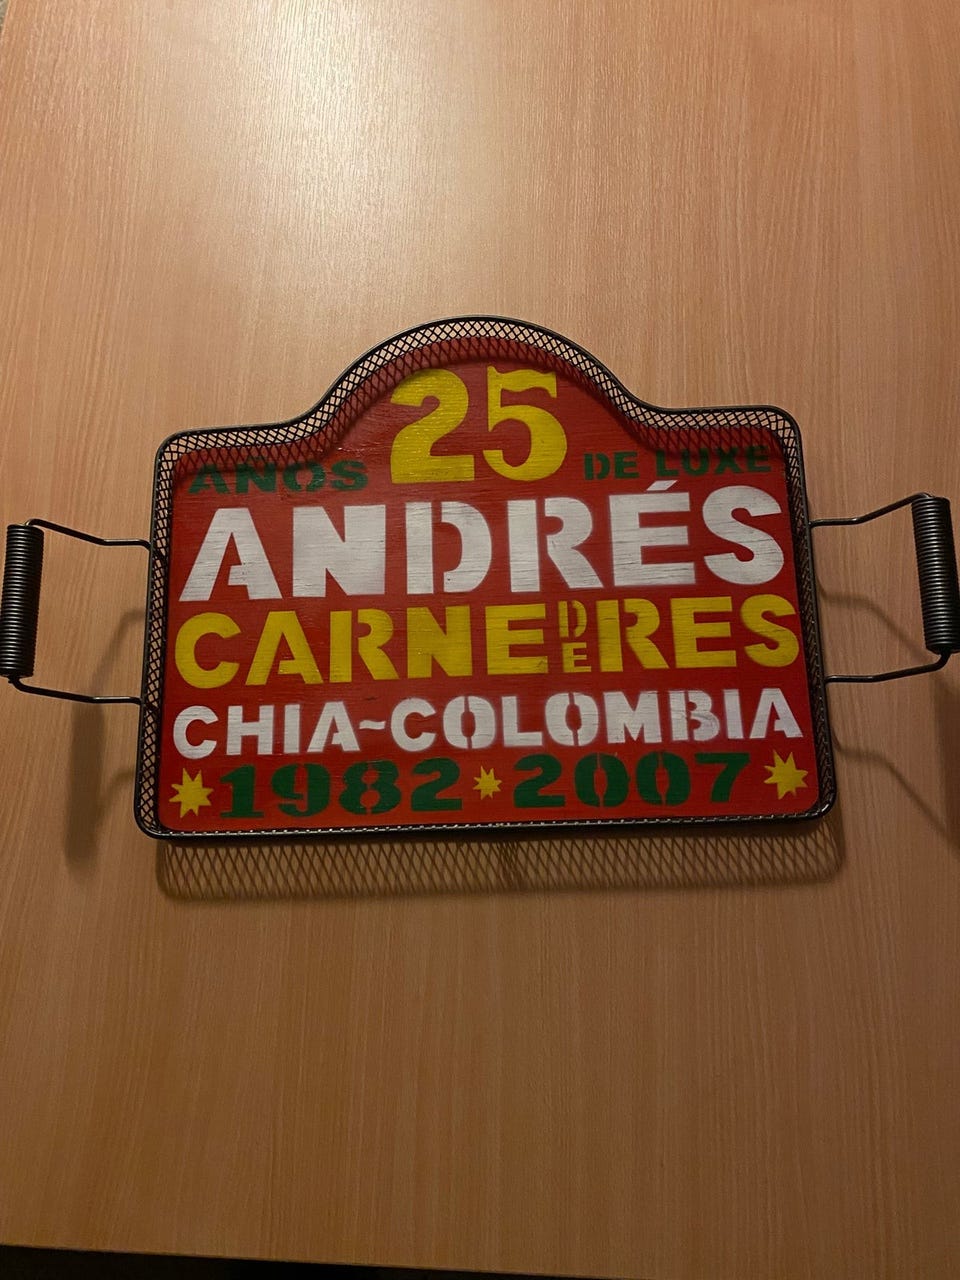 25
AÑOS DE LUXE
ANDRÉS
CARNE DE RES
CHIA~COLOMBIA
1982 2007